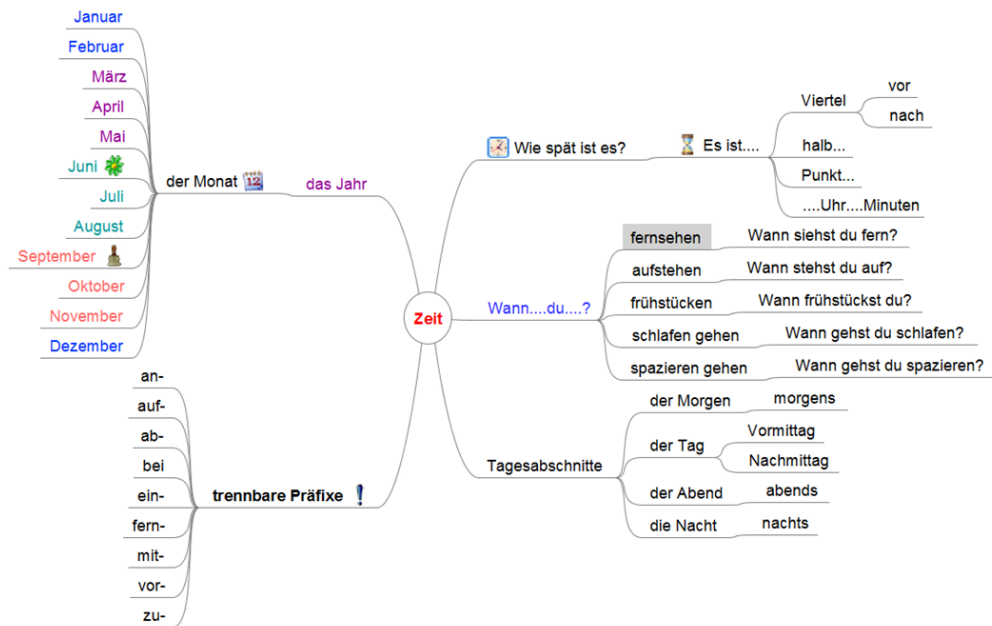 Zeit
das Jahr
der Monat
Januar
Februar
März
April
Mai
Juni
Juli
August
September
Oktober
November
Dezember
trennbare Präfixe
an-
auf-
ab-
bei
ein-
fern-
mit-
vor-
zu-
Wie spät ist es?
Es ist....
Viertel
vor
nach
halb...
Punkt...
....Uhr....Minuten
Wann....du....?
fernsehen
Wann siehst du fern?
aufstehen
Wann stehst du auf?
frühstücken
Wann frühstückst du?
schlafen gehen
Wann gehst du schlafen?
spazieren gehen
Wann gehst du spazieren?
Tagesabschnitte
der Morgen
morgens
der Tag
Vormittag
Nachmittag
der Abend
abends
die Nacht
nachts
12